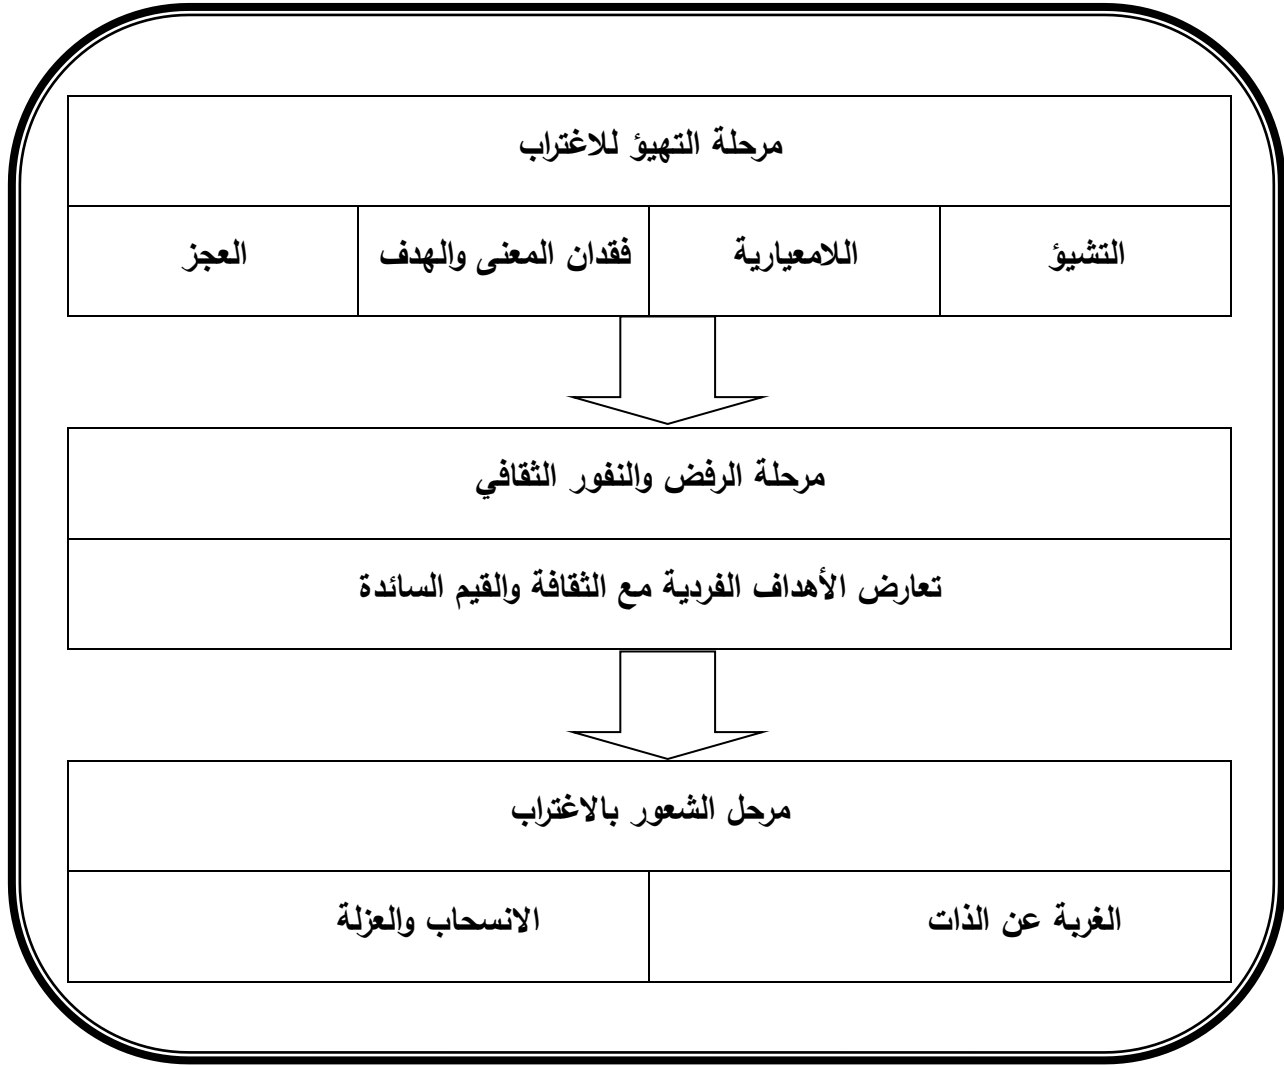 مرحلة التهيؤ للاغتراب
التشيؤ
اللامعيارية
فقدان المعنى والهدف
العجز
مرحلة الرفض والنفور الثقافي
تعارض الأهداف الفردية مع الثقافة والقيم السائدة
مرحل الشعور بالاغتراب
الغربة عن الذات
الانسحاب والعزلة